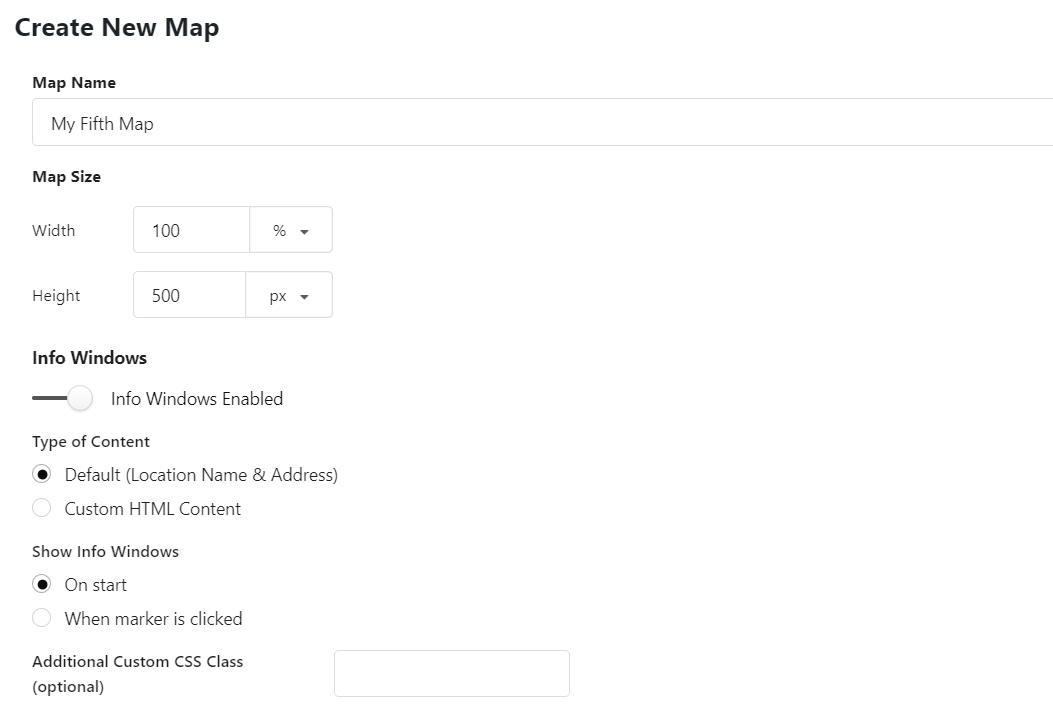 Create New Map
Map Name
My Fifth Map
Map Size
Width 100 %
Height 500 px
Info Windows
Info Windows Enabled
Type of Content
Default (Location Name & Address)
Custom HTML Content
Show Info Windows
On start
When marker is clicked
Additional Custom CSS Class
(optional)